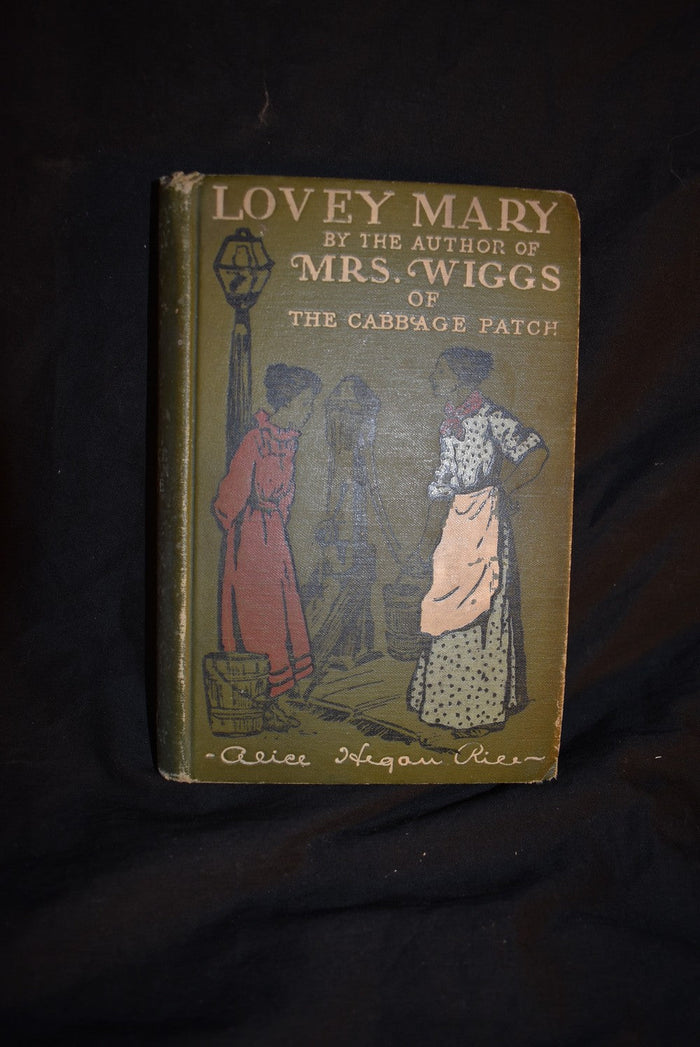 LOVEY MARY
BY THE AUTHOR OF
MRS. WIGGS
OF
THE CABBAGE PATCH
Alice Hegan Rice